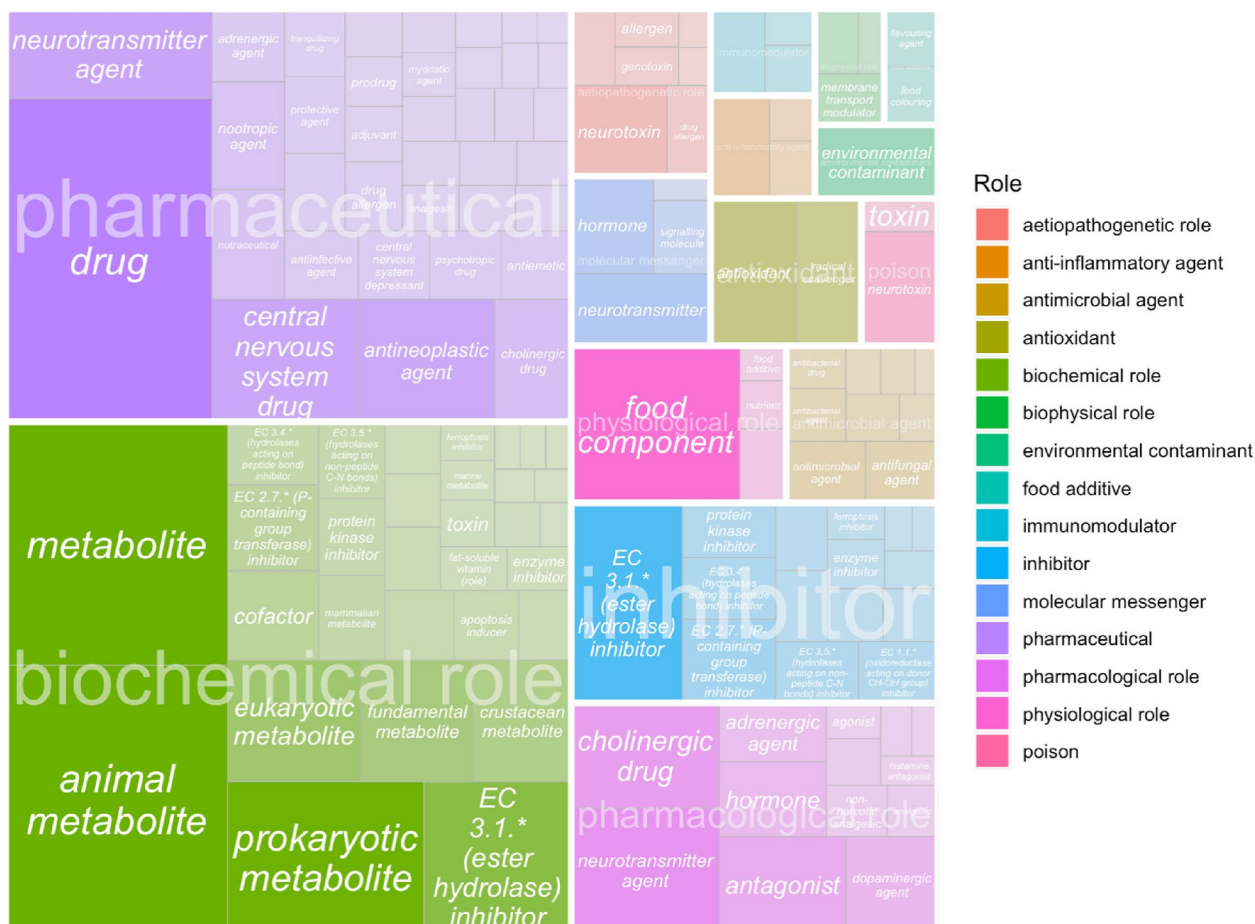 neurotransmitter
agent
drug
pharmaceutical
adrenergic
agent
tranquilizing
drug
prodrug
mydriatic
agent
nootropic
agent
protective
agent
adjuvant
drug
allergen
analgesic
nutraceutical
antiinfective
agent
central
nervous
system
depressant
psychotropic
drug
antiemetic
central
nervous
system
drug
antineoplastic
agent
cholinergic
drug
metabolite
animal
metabolite
biochemical role
EC 3.4.*
(hydrolases
acting on
peptide bond)
inhibitor
EC 3.5.*
(hydrolases
acting on
non-peptide
C-N bonds)
inhibitor
ferroptosis
inhibitor
marine
metabolite
EC 2.7.* (P-
containing
group
transferase)
inhibitor
protein
kinase
inhibitor
toxin
fat-soluble
vitamin
(role)
enzyme
inhibitor
cofactor
mammalian
metabolite
apoptosis
inducer
eukaryotic
metabolite
fundamental
metabolite
crustacean
metabolite
prokaryotic
metabolite
EC
3.1.*
(ester
hydrolase)
inhibitor
allergen
genotoxin
aetiopathogenetic role
neurotoxin
drug
allergen
immunomodulator
biophysical role
membrane
transport
modulator
flavouring
agent
food
colouring
anti-inflammatory agent
environmental
contaminant
environmental contaminant
hormone
signalling
molecule
molecular messenger
neurotransmitter
antioxidant
radical
scavenger
antioxidant
toxin
poison
neurotoxin
food
component
physiological role
food
additive
nutrient
antibacterial
drug
antibacterial
agent
antimicrobial agent
antimicrobial
agent
antifungal
agent
EC
3.1.*
(ester
hydrolase)
inhibitor
inhibitor
protein
kinase
inhibitor
EC 3.4.*
(hydrolases
acting on peptide
bond) inhibitor
EC 2.7.* (P-
containing
group
transferase)
inhibitor
ferroptosis
inhibitor
enzyme
inhibitor
EC 3.5.*
(hydrolases
acting on non-
peptide C-N
bonds) inhibitor
EC 1.1.*
(oxidoreductase
acting on donor
CH-OH group)
inhibitor
cholinergic
drug
pharmacological role
neurotransmitter
agent
adrenergic
agent
agonist
histamine
antagonist
hormone
non-
narcotic
analgesic
antagonist
dopaminergic
agent
Role
aetiopathogenetic role
anti-inflammatory agent
antimicrobial agent
antioxidant
biochemical role
biophysical role
environmental contaminant
food additive
immunomodulator
inhibitor
molecular messenger
pharmaceutical
pharmacological role
physiological role
poison